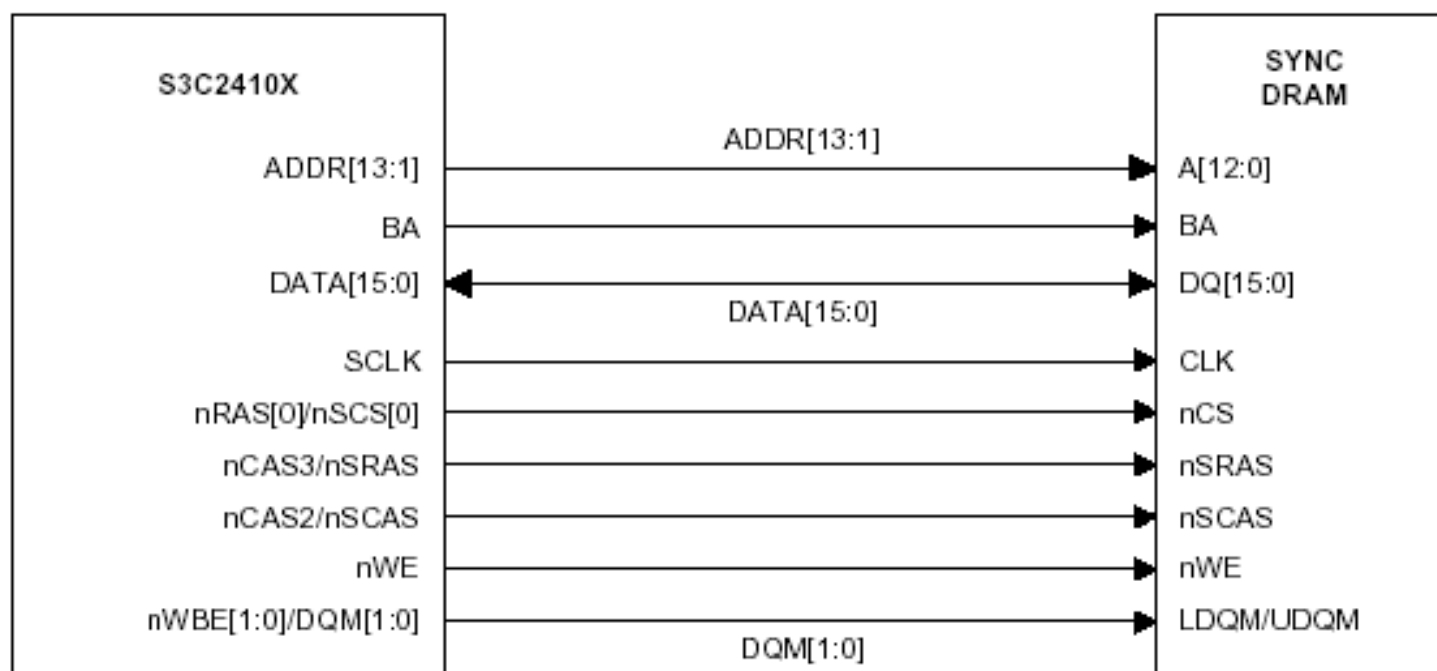 S3C2410X
SYNC
DRAM
ADDR[13:1]
ADDR[13:1]
A[12:0]
BA
BA
DATA[15:0]
DQ[15:0]
DATA[15:0]
SCLK
CLK
nRAS[0]/nSCS[0]
nCS
nCAS3/nSRAS
nSRAS
nCAS2/nSCAS
nSCAS
nWE
nWE
nWBE[1:0]/DQM[1:0]
LDQM/UDQM
DQM[1:0]